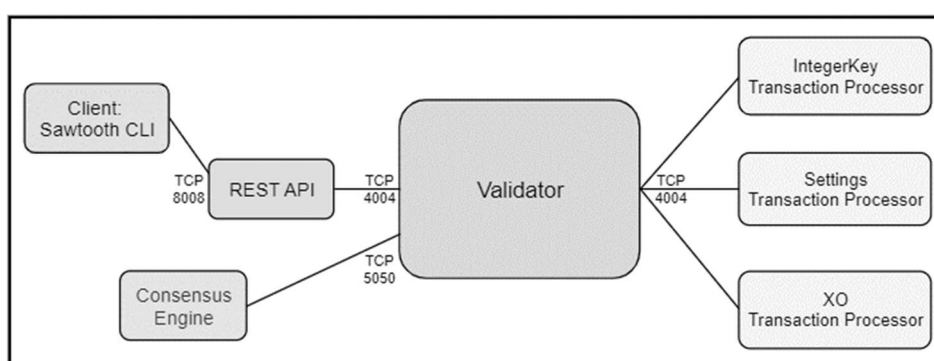 Client:
Sawtooth CLI
TCP
8008
REST API
TCP
4004
Consensus
Engine
TCP
5050
Validator
TCP
4004
IntegerKey
Transaction Processor
Settings
Transaction Processor
XO
Transaction Processor